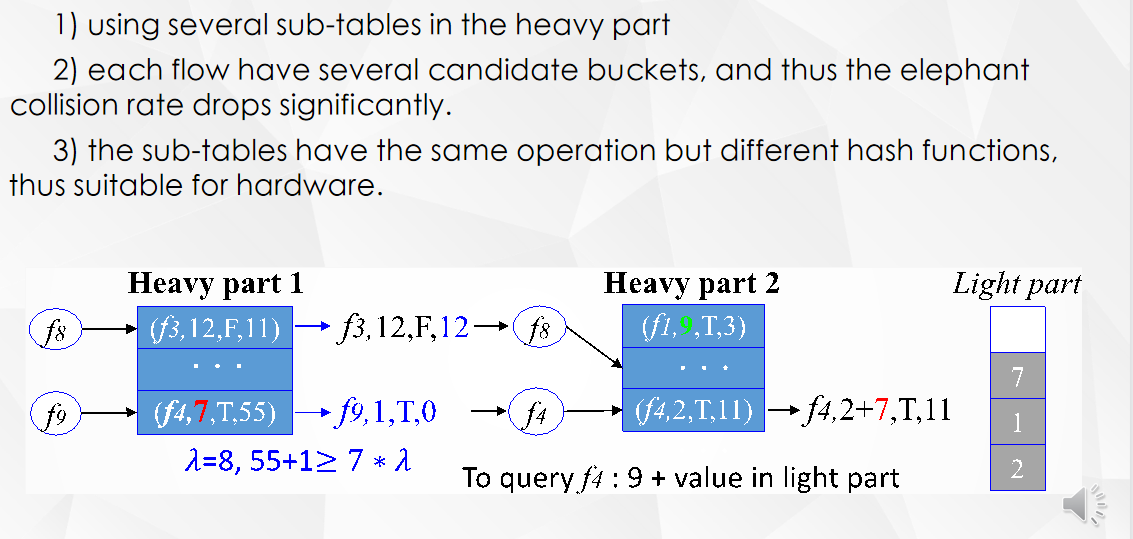 1) using several sub-tables in the heavy part
2) each flow have several candidate buckets, and thus the elephant
collision rate drops significantly.
3) the sub-tables have the same operation but different hash functions,
thus suitable for hardware.
Heavy part 1
Heavy part 2
Light part
f8
(f3,12,F,11)
f3,12,F,12
f8
(f1,9,T,3)
. . .
. . .
7
f9
(f4,7,T,55)
f9,1,T,0
f4
(f4,2,T,11)
f4,2+7,T,11
1
λ=8, 55+1≥ 7 * λ
To query f4 : 9 + value in light part
2